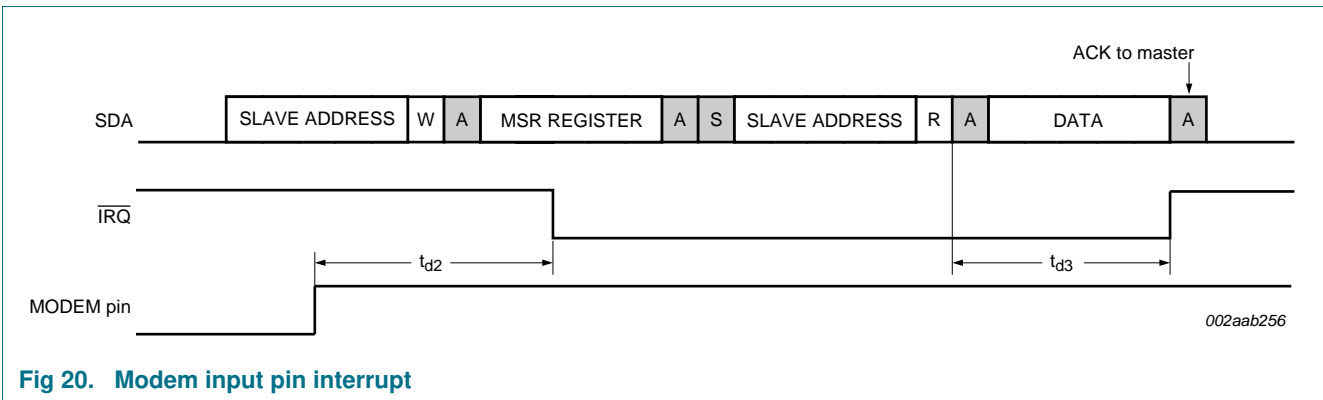 ACK to master
SDA SLAVE ADDRESS W A MSR REGISTER A S SLAVE ADDRESS R A DATA A
IRQ
td2 td3
MODEM pin
002aab256
Fig 20. Modem input pin interrupt